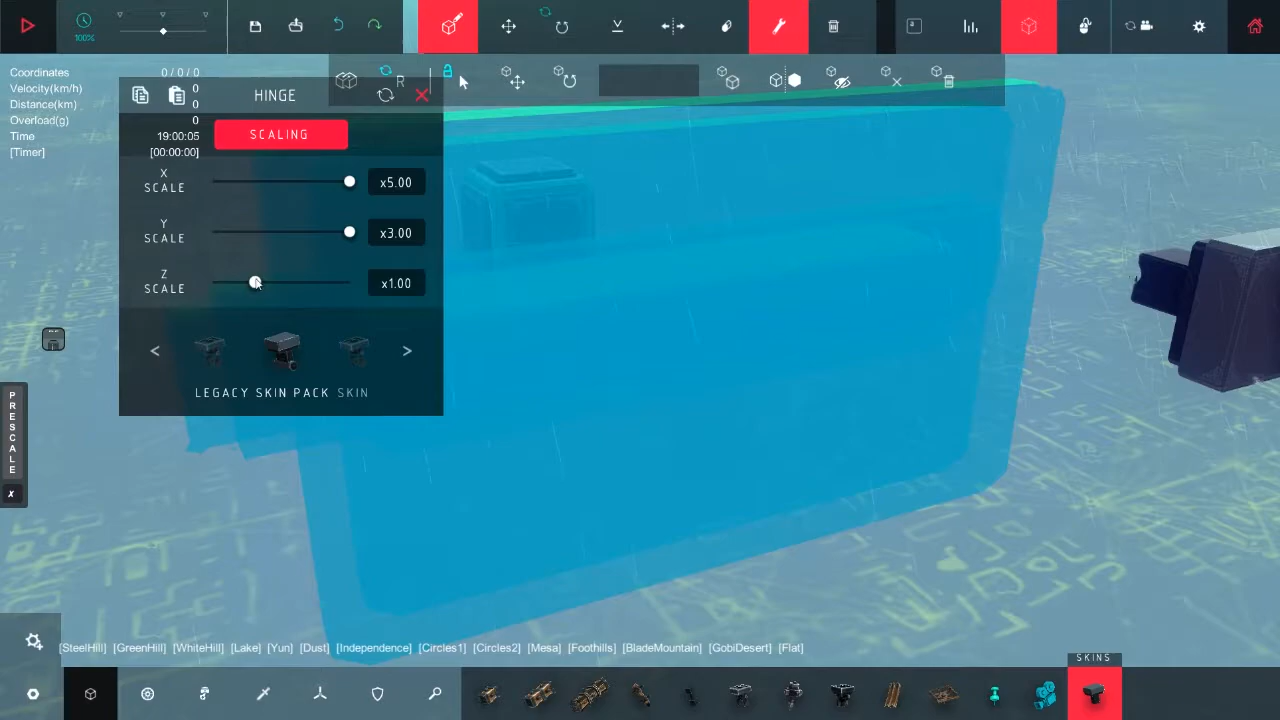 100%
Coordinates 0 / 0 / 0
Velocity(km/h) 0
Distance(km) 0
Overload(g) 0
Time 19:00:05
[Timer] [00:00:00]
R
HINGE
SCALING
X SCALE x5.00
Y SCALE x3.00
Z SCALE x1.00
< >
LEGACY SKIN PACK SKIN
PRESCALE
X
[SteelHill] [GreenHill] [WhiteHill] [Lake] [Yun] [Dust] [Independence] [Circles1] [Circles2] [Mesa] [Foothills] [BladeMountain] [GobiDesert] [Flat]
SKINS